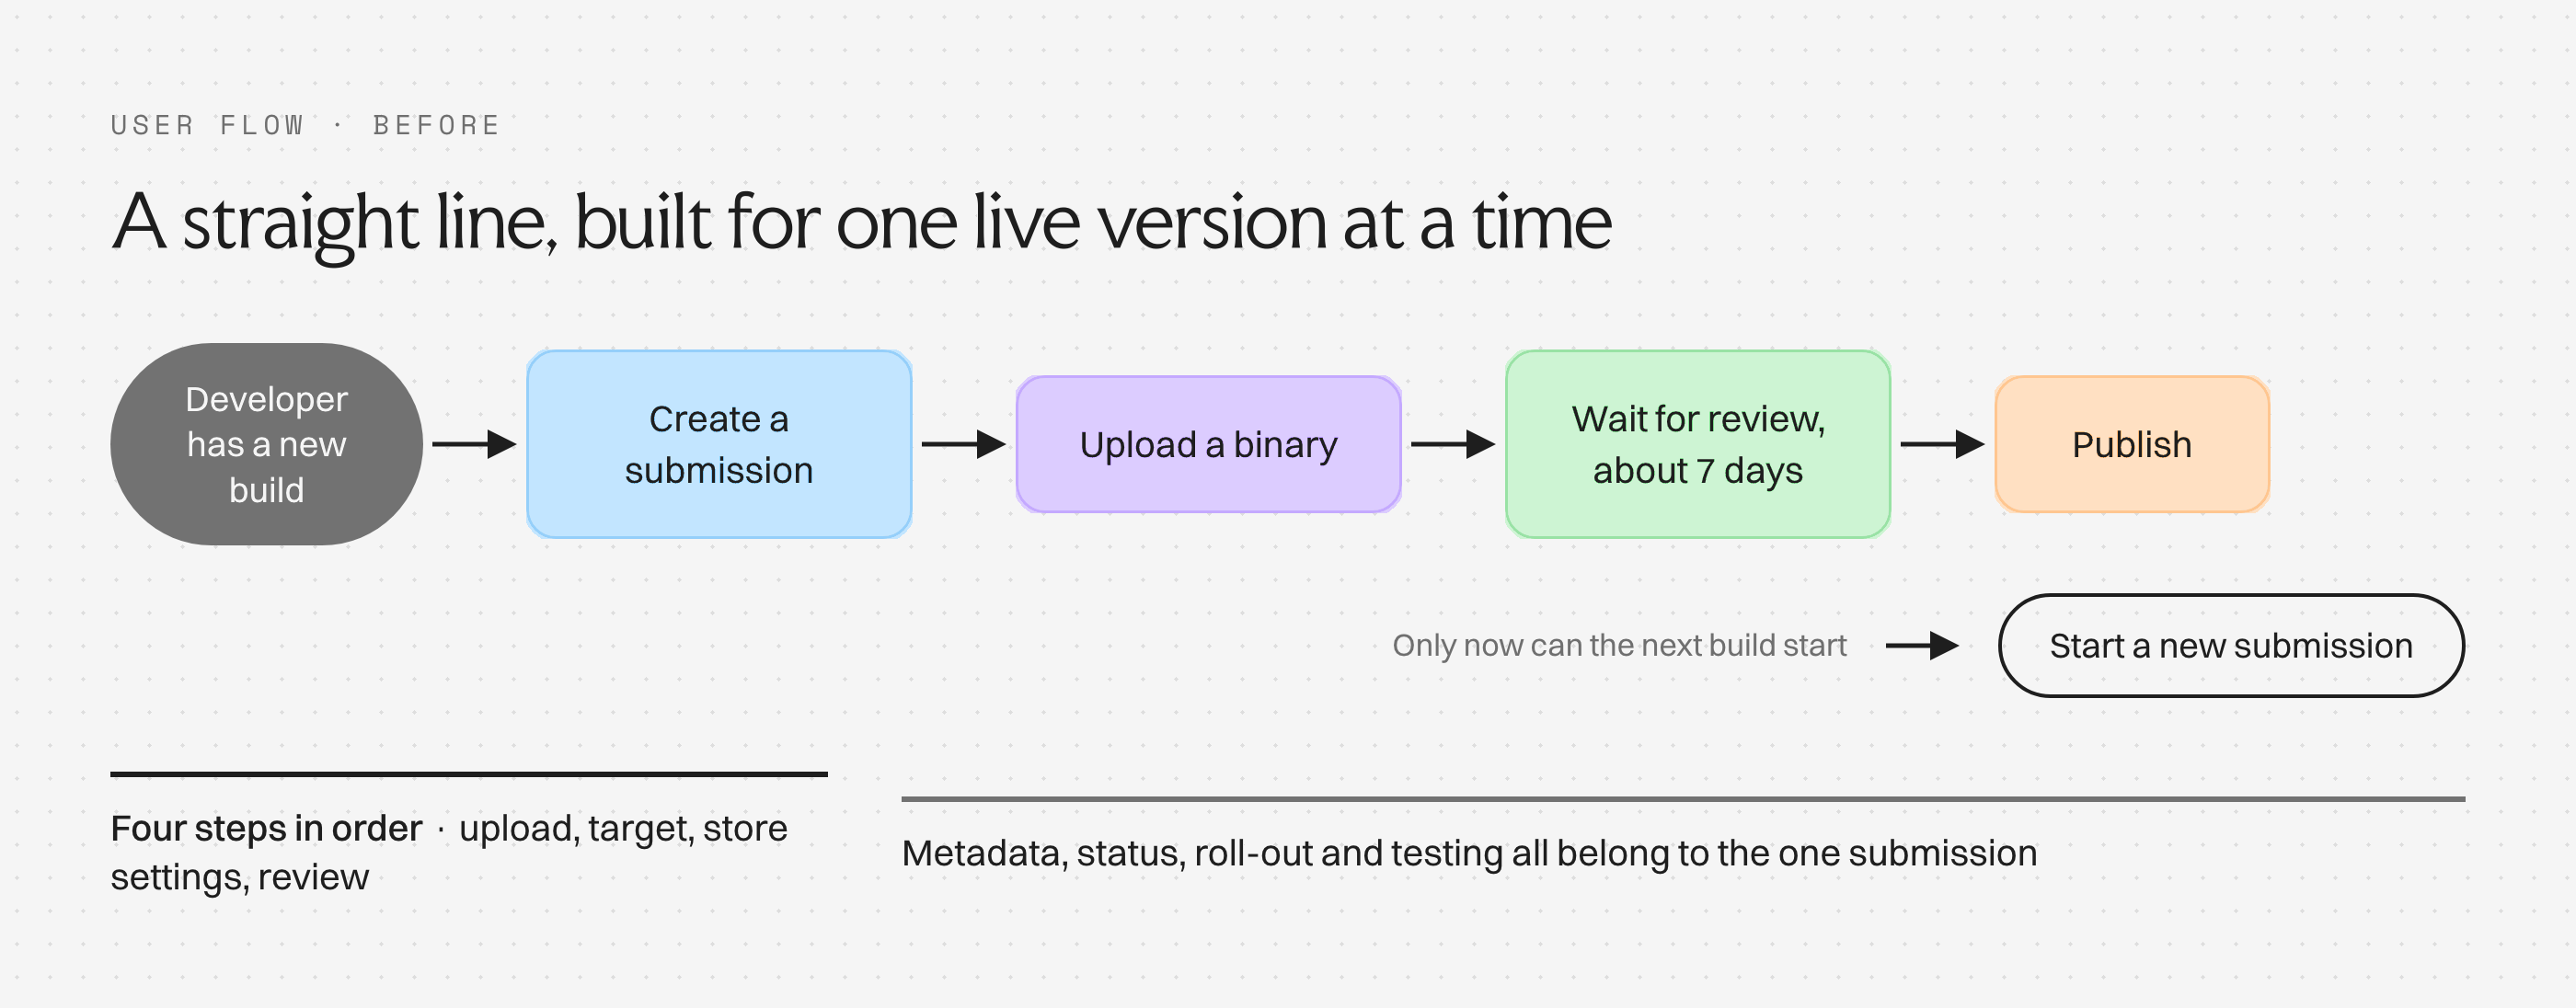 USER FLOW · BEFORE
A straight line, built for one live version at a time
Developer
has a new
build
Create a
submission
Upload a binary
Wait for review,
about 7 days
Publish
Only now can the next build start
Start a new submission
Four steps in order · upload, target, store
settings, review
Metadata, status, roll-out and testing all belong to the one submission